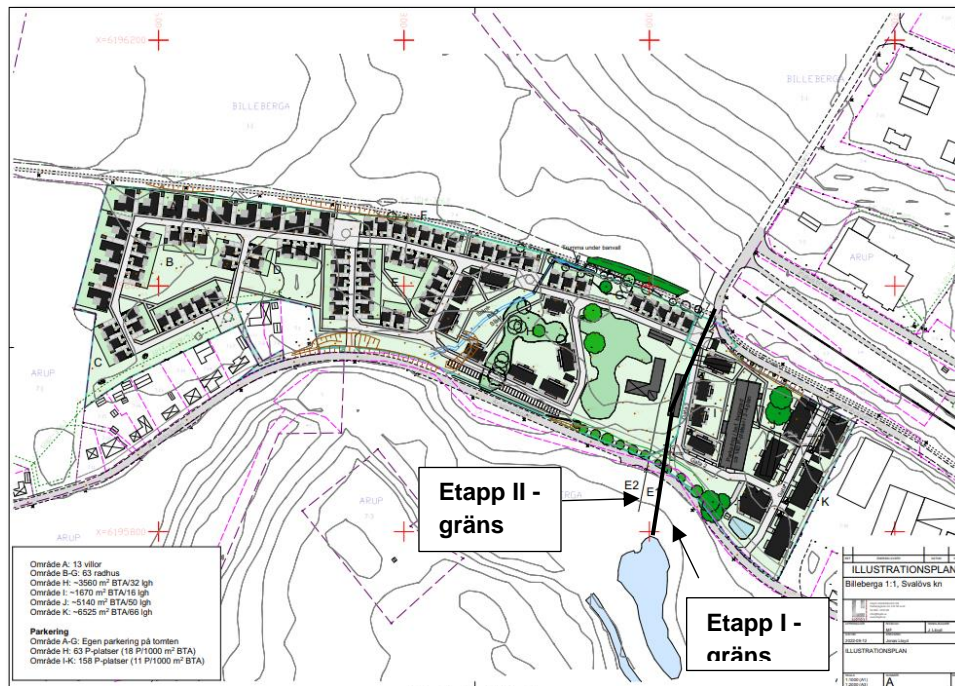 X=6196200
BILLEBERGA
BILLEBERGA
F
Trumma under banvall
B
D
E
ARUP
C
ARUP
E2
E1
Etapp II -
gräns
K
ARUP
X=6195800
ARUP
Område A: 13 villor
Område B-G: 63 radhus
Område H: ~3560 m² BTA/32 lgh
Område I: ~1670 m² BTA/16 lgh
Område J: ~5140 m² BTA/50 lgh
Område K: ~6525 m² BTA/66 lgh
Parkering
Område A-G: Egen parkering på tomten
Område H: 63 P-platser (18 P/1000 m² BTA)
Område I-K: 158 P-platser (11 P/1000 m² BTA)
Etapp I -
gräns
ILLUSTRATIONSPLAN
Billeberga 1:1, Svalövs kn
ILLUSTRATIONSPLAN
A